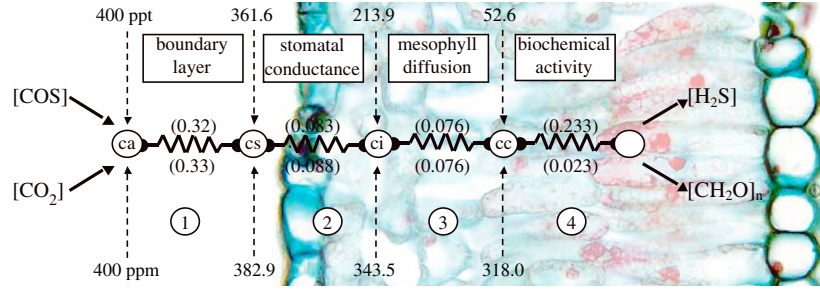 400 ppt 361.6 213.9 52.6
boundary layer
stomatal conductance
mesophyll diffusion
biochemical activity
[COS] [H₂S]
(0.32) (0.083) (0.076) (0.233)
ca cs ci cc
(0.33) (0.088) (0.076) (0.023)
[CO₂] [CH₂O]ₙ
1 2 3 4
400 ppm 382.9 343.5 318.0